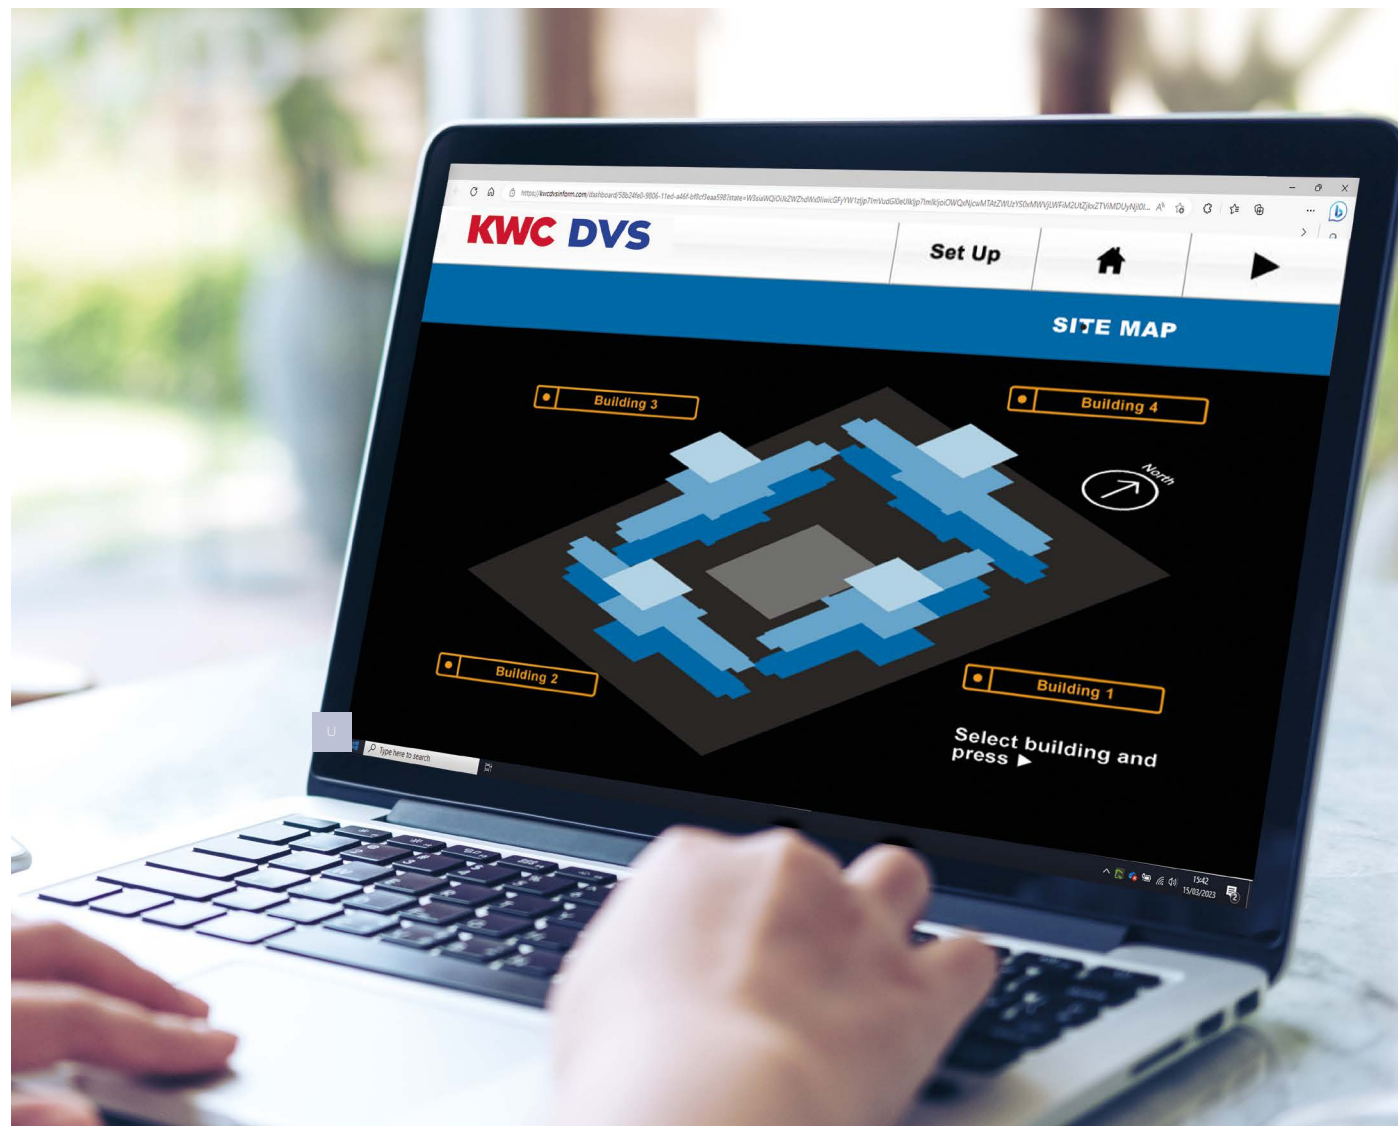 KWC DVS
Set Up
SITE MAP
Building 3
Building 4
North
Building 2
Building 1
Select building and
press ▶
U
Type here to search
15:42
15/03/2023
2